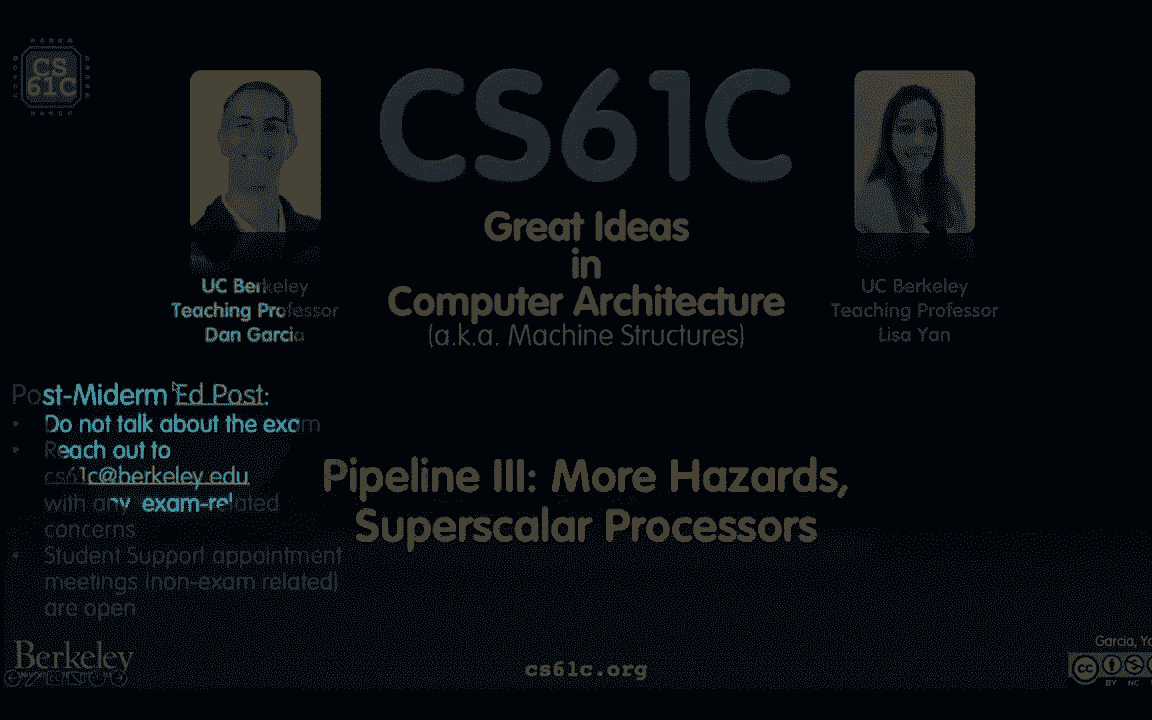 CS
61C
CS61C
Great Ideas
in
Computer Architecture
(a.k.a. Machine Structures)
UC Berkeley
Teaching Professor
Dan Garcia
UC Berkeley
Teaching Professor
Lisa Yan
Post-Miderm Ed Post:
• Do not talk about the exam
• Reach out to
cs61c@berkeley.edu
with any exam-related
concerns
• Student Support appointment
meetings (non-exam related)
are open
Pipeline III: More Hazards,
Superscalar Processors
Berkeley
cs61c.org
Garcia,
cc
BY NC